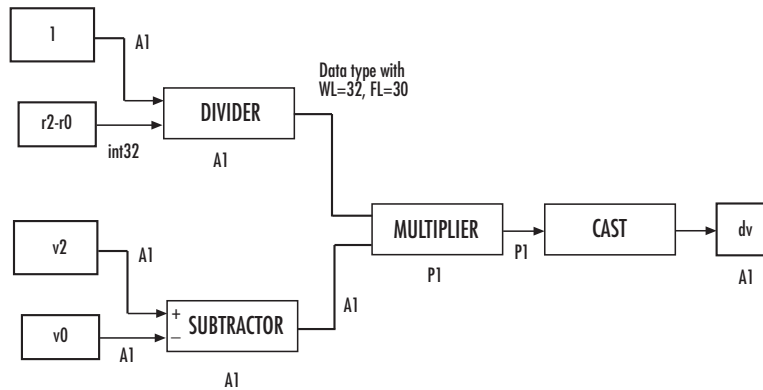 1
A1
Data type with
WL=32, FL=30
r2-r0
int32
DIVIDER
A1
v2
A1
MULTIPLIER
P1
P1
CAST
dv
A1
v0
A1
+
–
SUBTRACTOR
A1
A1